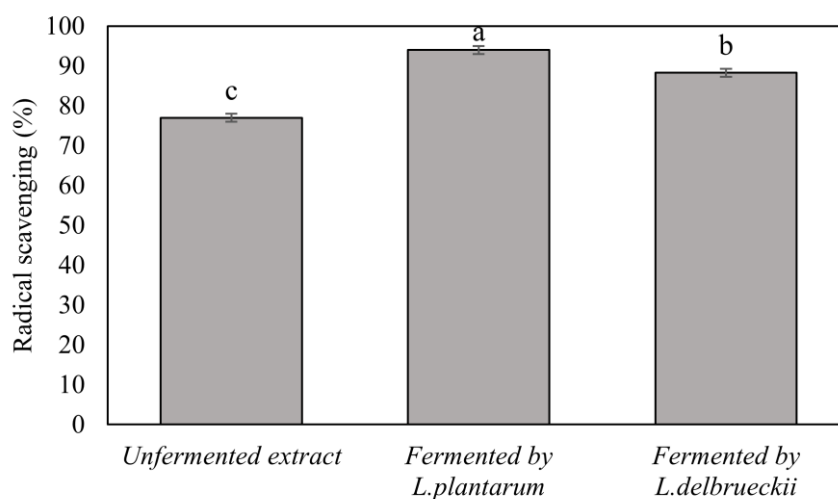 Radical scavenging (%)
100
90
80
70
60
50
40
30
20
10
0
c
a
b
Unfermented extract
Fermented by
L.plantarum
Fermented by
L.delbrueckii